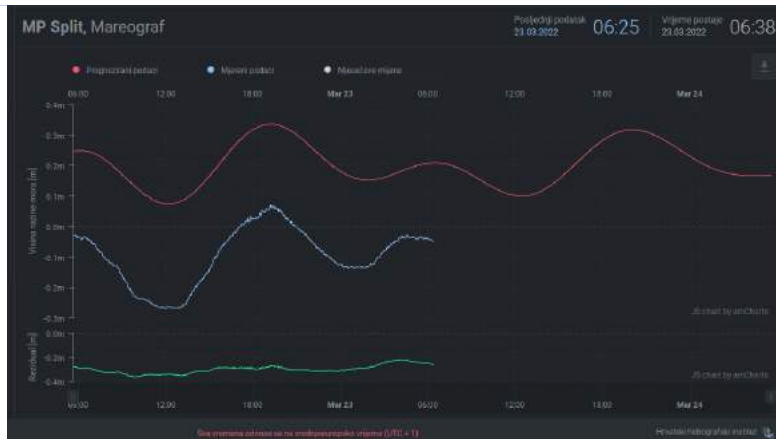 MP Split, Mareograf
Posljednji podatak
23.03.2022
06:25
Vrijeme postaje
23.03.2022
06:38
Prognozirani podaci
Mjereni podaci
Mjesečeve mijene
06:00 12:00 18:00 Mar 23 06:00 12:00 18:00 Mar 24
0.4m
0.3m
0.2m
0.1m
0.0m
-0.1m
-0.2m
-0.3m
Visina razine mora [m]
JS chart by amCharts
0.0m
-0.2m
-0.4m
Rezidual [m]
JS chart by amCharts
06:00 12:00 18:00 Mar 23 06:00 12:00 18:00 Mar 24
Sva vremena odnose se na srednjoeuropsko vrijeme (UTC + 1)
Hrvatski hidrografski institut